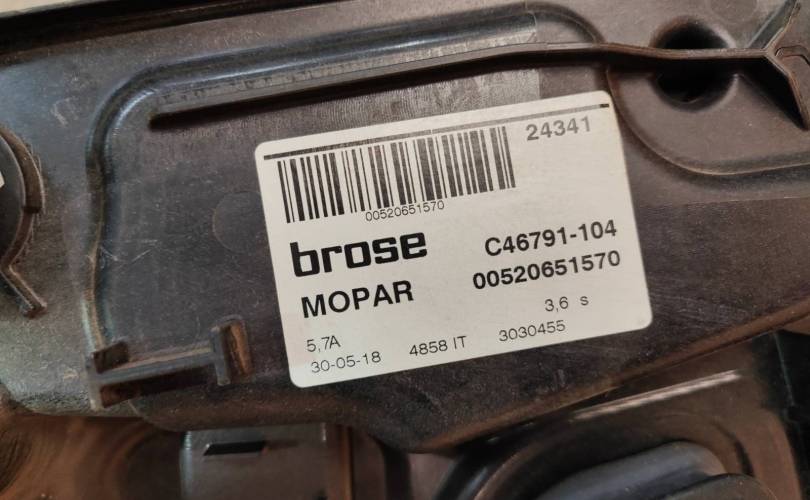 24341
00520651570
brose C46791-104
MOPAR 00520651570
5,7A 3,6 s
30-05-18 4858 IT 3030455